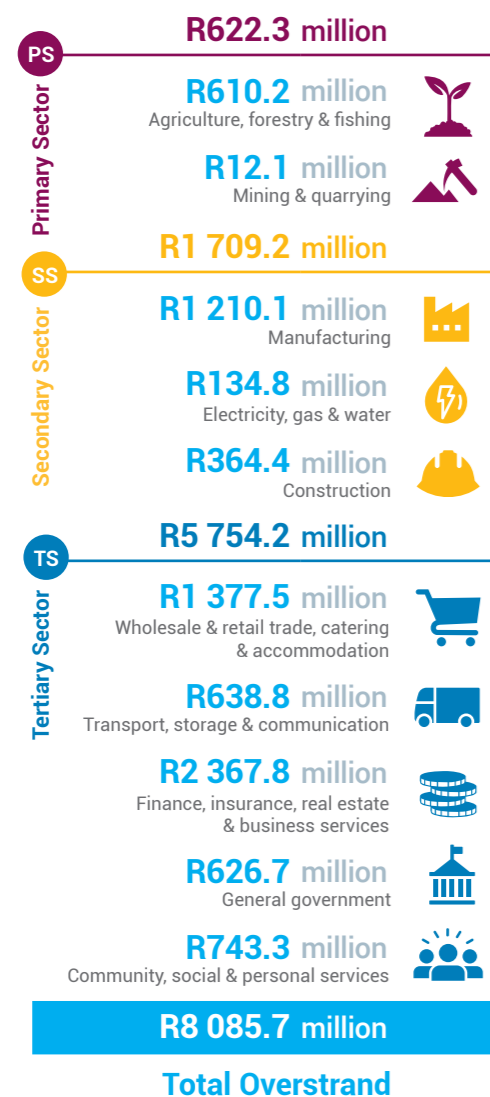 R622.3 million
PS
Primary Sector
R610.2 million
Agriculture, forestry & fishing
R12.1 million
Mining & quarrying
R1 709.2 million
SS
Secondary Sector
R1 210.1 million
Manufacturing
R134.8 million
Electricity, gas & water
R364.4 million
Construction
R5 754.2 million
TS
Tertiary Sector
R1 377.5 million
Wholesale & retail trade, catering
& accommodation
R638.8 million
Transport, storage & communication
R2 367.8 million
Finance, insurance, real estate
& business services
R626.7 million
General government
R743.3 million
Community, social & personal services
R8 085.7 million
Total Overstrand